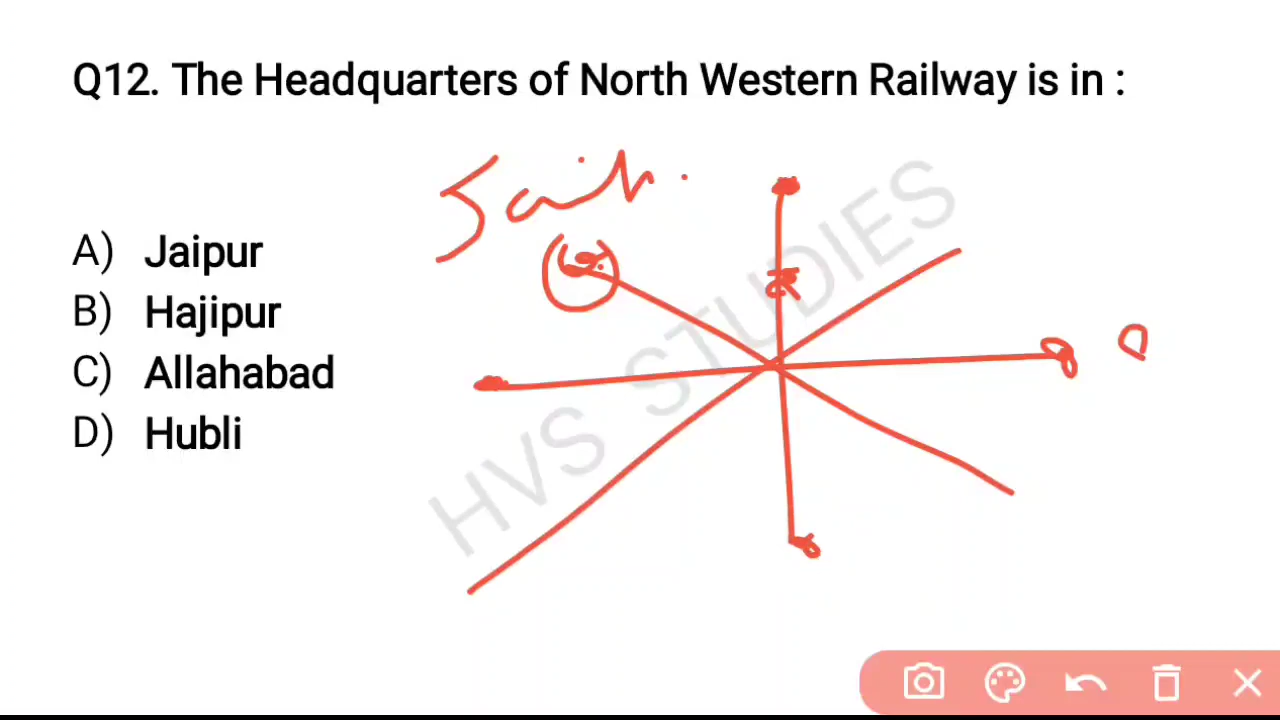 Q12. The Headquarters of North Western Railway is in :
A) Jaipur
B) Hajipur
C) Allahabad
D) Hubli
HVS STUDIES